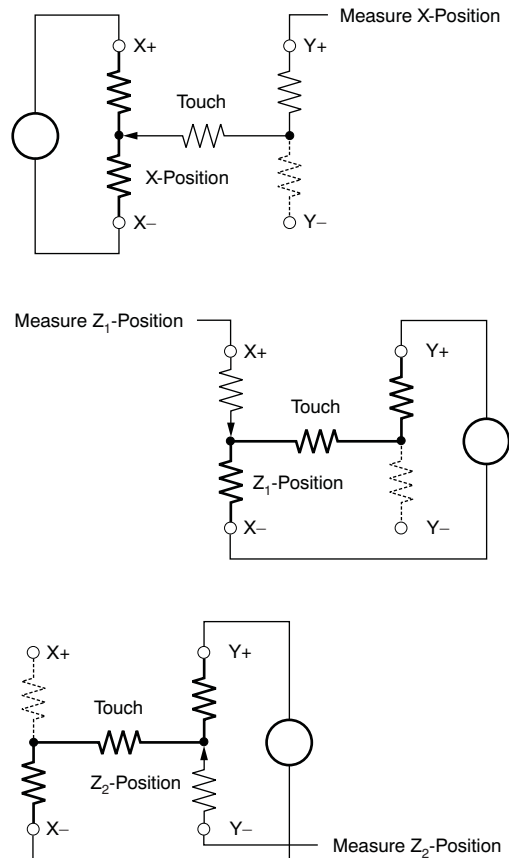 Measure X-Position
X+
Y+
Touch
X-Position
X–
Y–
Measure Z₁-Position
X+
Y+
Touch
Z₁-Position
X–
Y–
X+
Y+
Touch
Z₂-Position
X–
Y–
Measure Z₂-Position